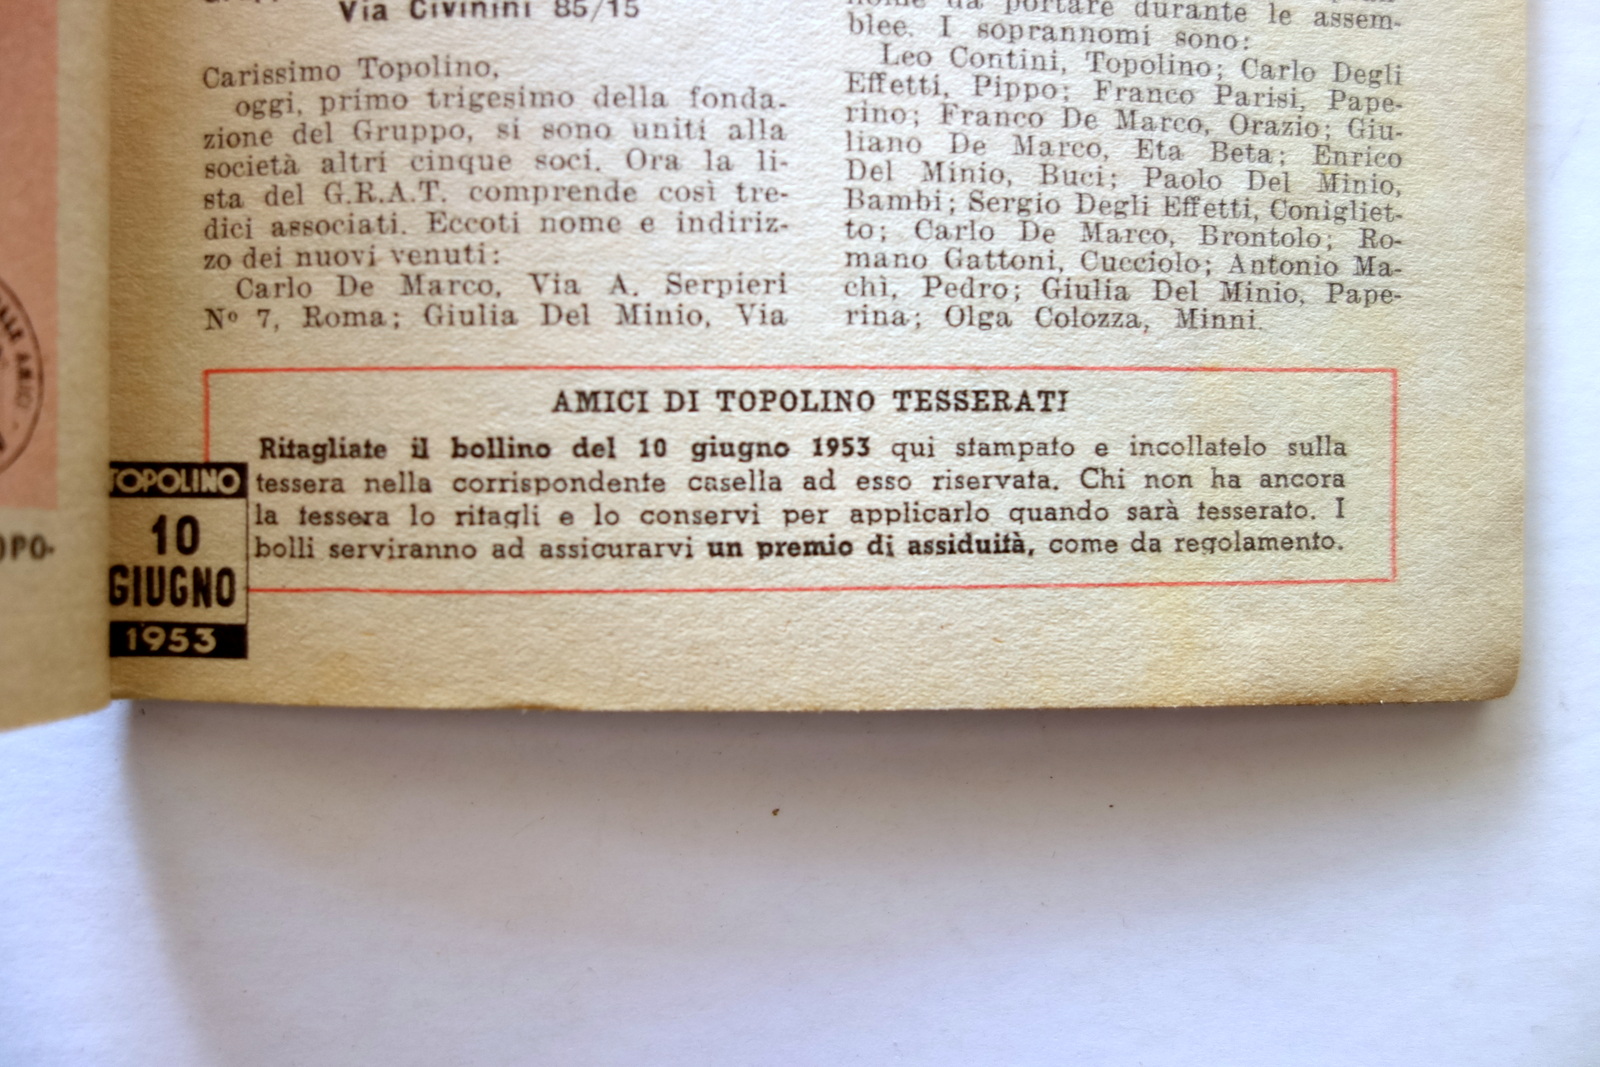 Via Civinini 85/15
Carissimo Topolino,
oggi, primo trigesimo della fonda-
zione del Gruppo, si sono uniti alla
società altri cinque soci. Ora la li-
sta del G.R.A.T. comprende così tre-
dici associati. Eccoti nome e indiriz-
zo dei nuovi venuti:
Carlo De Marco, Via A. Serpieri
Nº 7, Roma; Giulia Del Minio, Via
da portare durante le assem-
blee. I soprannomi sono:
Leo Contini, Topolino; Carlo Degli
Effetti, Pippo; Franco Parisi, Pape-
rino; Franco De Marco, Orazio; Giu-
liano De Marco, Eta Beta; Enrico
Del Minio, Buci; Paolo Del Minio,
Bambi; Sergio Degli Effetti, Conigliet-
to; Carlo De Marco, Brontolo; Ro-
mano Gattoni, Cucciolo; Antonio Ma-
chì, Pedro; Giulia Del Minio, Pape-
rina; Olga Colozza, Minni.
AMICI DI TOPOLINO TESSERATI
Ritagliate il bollino del 10 giugno 1953 qui stampato e incollatelo sulla
tessera nella corrispondente casella ad esso riservata. Chi non ha ancora
la tessera lo ritagli e lo conservi per applicarlo quando sarà tesserato. I
bolli serviranno ad assicurarvi un premio di assiduità, come da regolamento.
TOPOLINO
10
GIUGNO
1953
OPO-